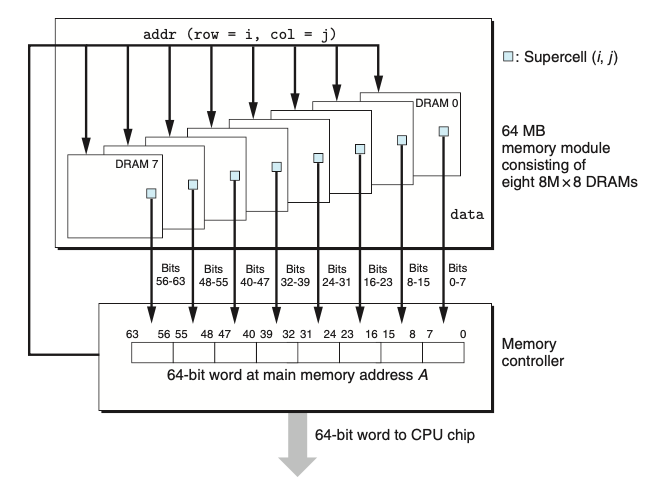 addr (row = i, col = j)
: Supercell (i, j)
DRAM 0
64 MB
memory module
consisting of
eight 8M×8 DRAMs
DRAM 7
data
Bits
56-63
Bits
48-55
Bits
40-47
Bits
32-39
Bits
24-31
Bits
16-23
Bits
8-15
Bits
0-7
63 56 55 48 47 40 39 32 31 24 23 16 15 8 7 0
64-bit word at main memory address A
Memory
controller
64-bit word to CPU chip